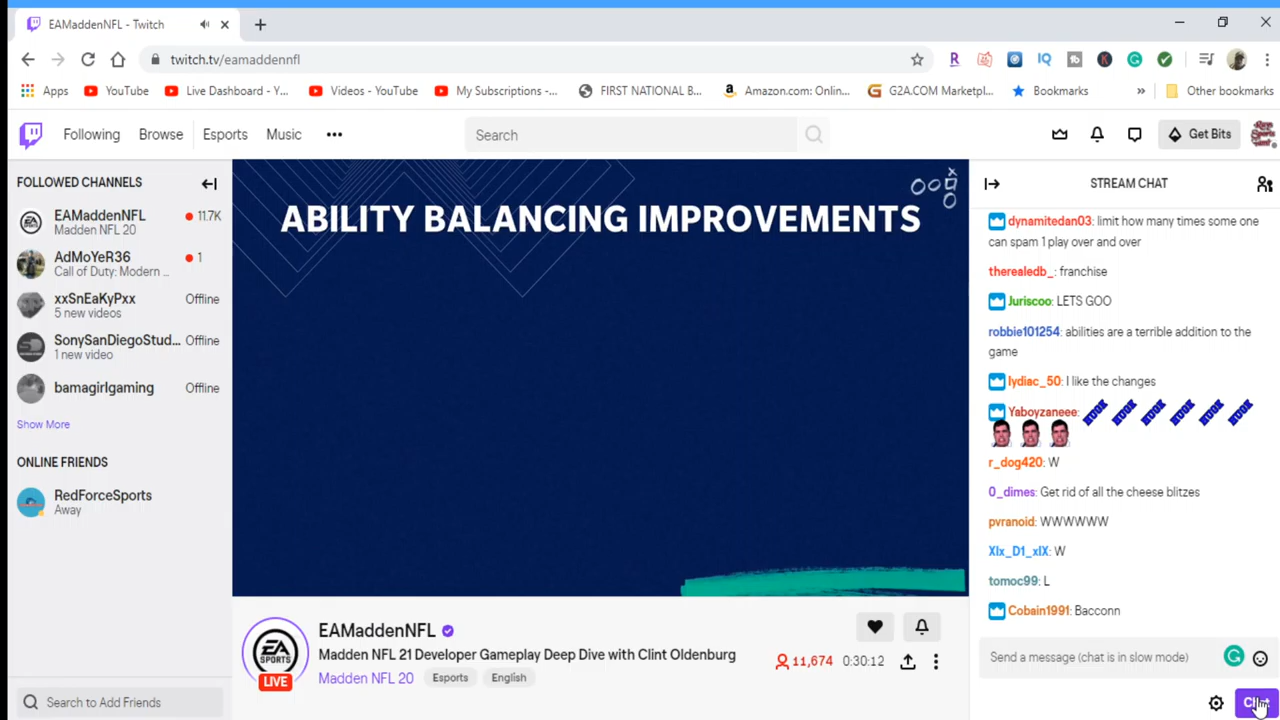 EAMaddenNFL - Twitch
twitch.tv/eamaddennfl
Apps
YouTube
Live Dashboard - Y...
Videos - YouTube
My Subscriptions -...
FIRST NATIONAL B...
Amazon.com: Onlin...
G2A.COM Marketpl...
Bookmarks
»
Other bookmarks
Following
Browse
Esports
Music
Search
Get Bits
FOLLOWED CHANNELS
EAMaddenNFL
11.7K
Madden NFL 20
AdMoYeR36
1
Call of Duty: Modern ...
xxSnEaKyPxx
Offline
5 new videos
SonySanDiegoStud...
Offline
1 new video
bamagirlgaming
Offline
Show More
ONLINE FRIENDS
RedForceSports
Away
Search to Add Friends
ABILITY BALANCING IMPROVEMENTS
EA SPORTS
LIVE
EAMaddenNFL
Madden NFL 21 Developer Gameplay Deep Dive with Clint Oldenburg
Madden NFL 20
Esports
English
11,674
0:30:12
STREAM CHAT
dynamitedan03: limit how many times some one
can spam 1 play over and over
therealedb_: franchise
Juriscoo: LETS GOO
robbie101254: abilities are a terrible addition to the
game
lydiac_50: I like the changes
Yaboyzaneee:
r_dog420: W
0_dimes: Get rid of all the cheese blitzes
pvranoid: WWWWWW
XIx_D1_xIX: W
tomoc99: L
Cobain1991: Bacconn
Send a message (chat is in slow mode)